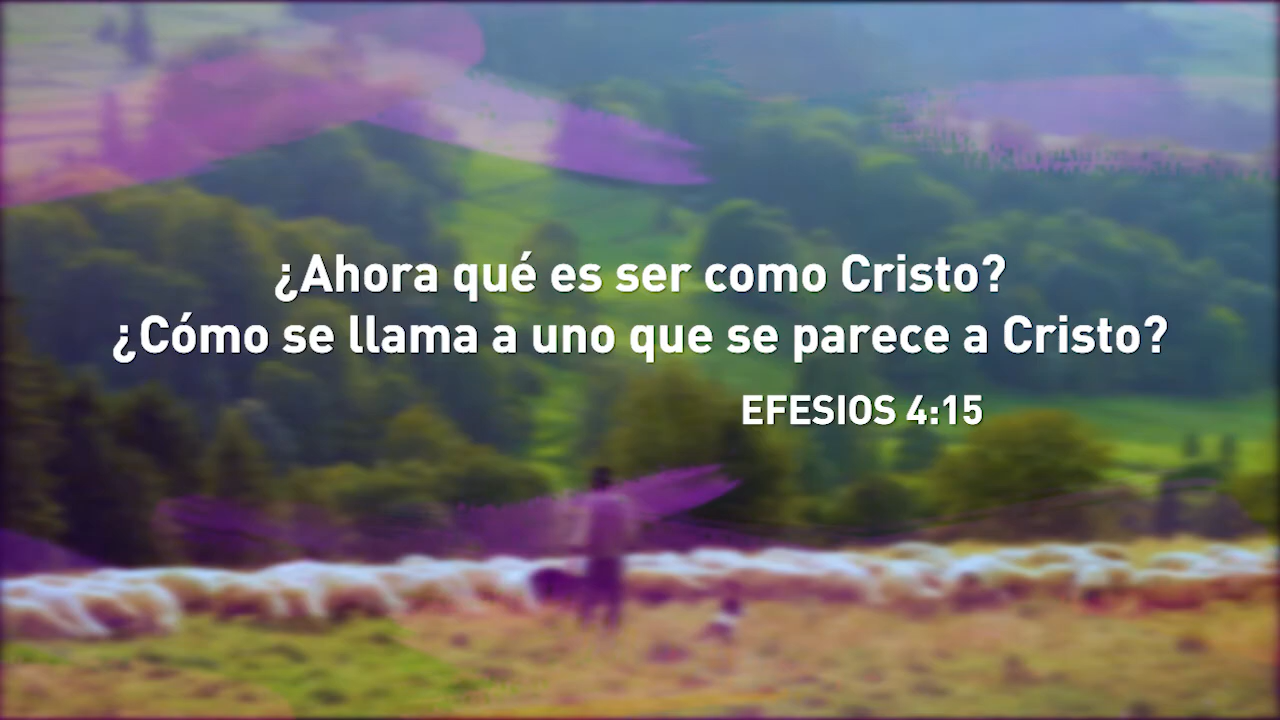 ¿Ahora qué es ser como Cristo?
¿Cómo se llama a uno que se parece a Cristo?
EFESIOS 4:15